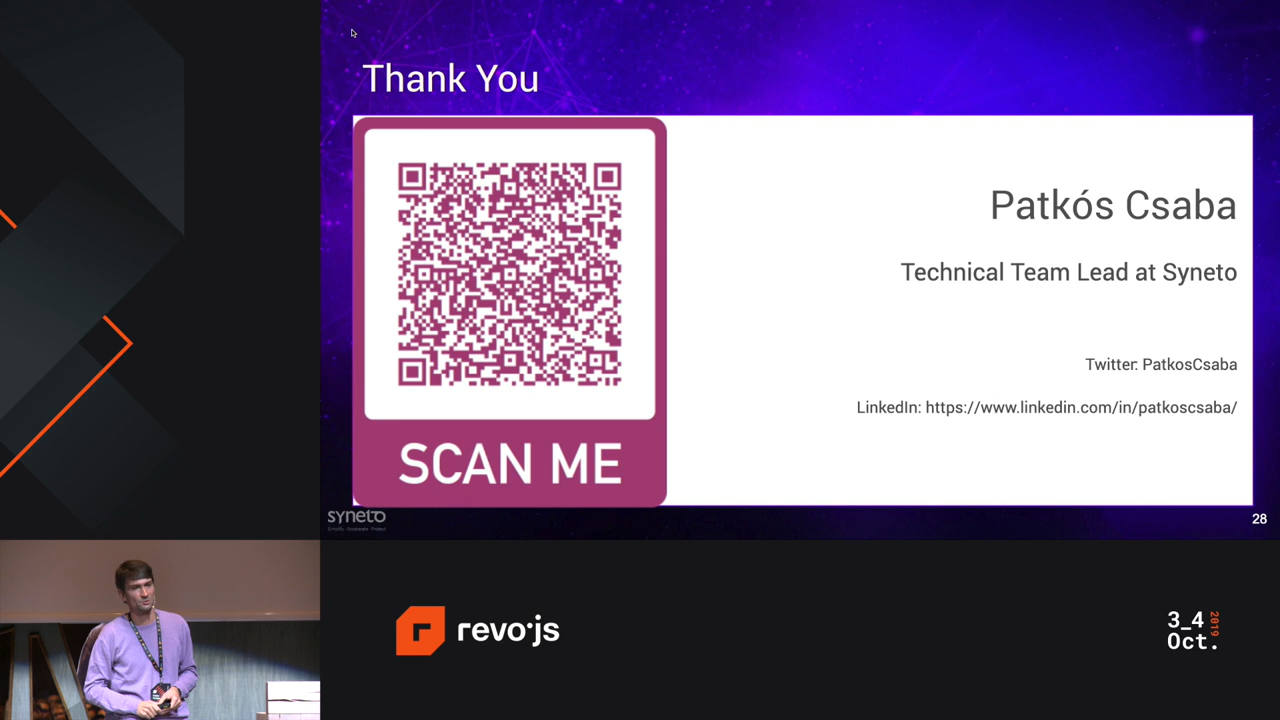 Thank You
SCAN ME
Patkós Csaba
Technical Team Lead at Syneto
Twitter: PatkosCsaba
LinkedIn: https://www.linkedin.com/in/patkoscsaba/
syneto
28
revo.js
3_4
Oct.
2019